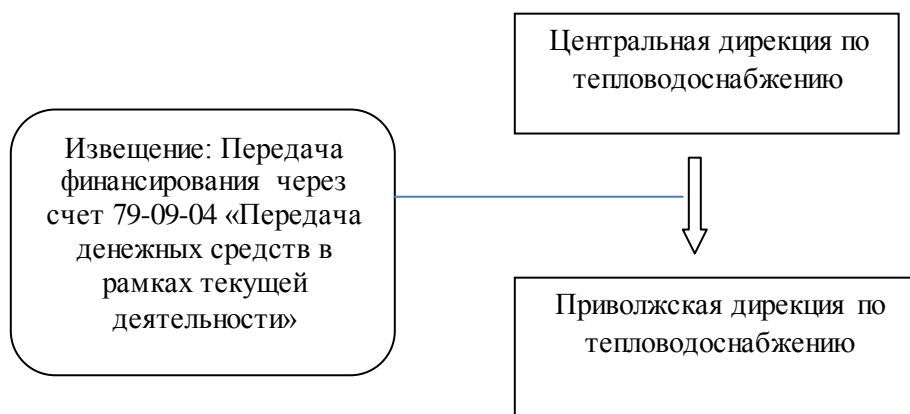 Центральная дирекция по
тепловодоснабжению
Извещение: Передача
финансирования через
счет 79-09-04 «Передача
денежных средств в
рамках текущей
деятельности»
Приволжская дирекция по
тепловодоснабжению